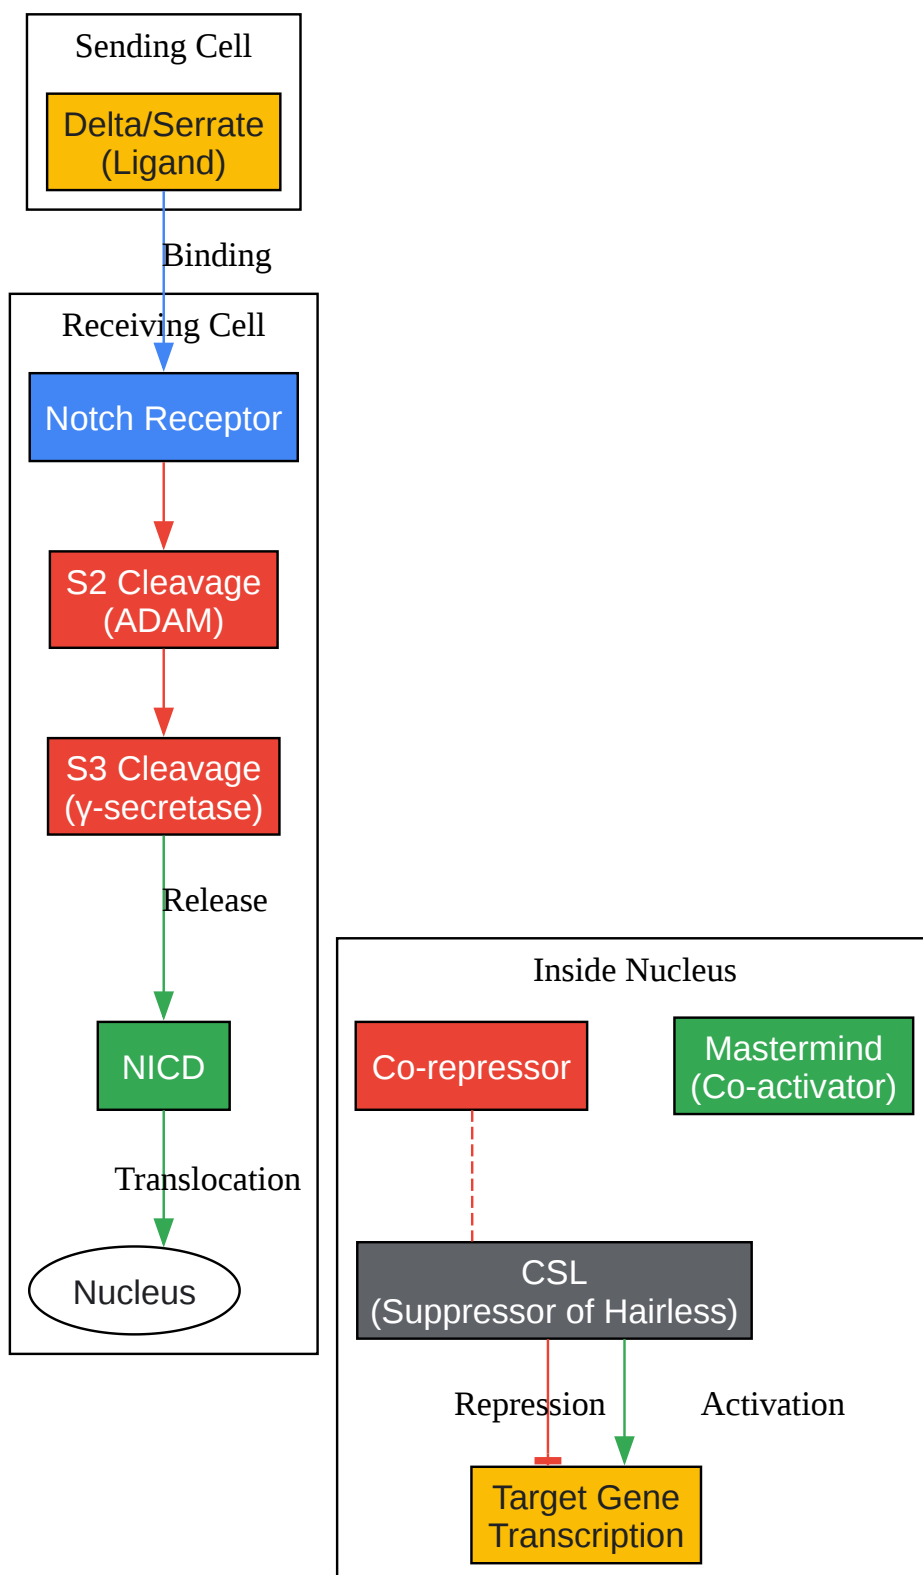 Sending Cell
Delta/Serrate
(Ligand)
Binding
Receiving Cell
Notch Receptor
S2 Cleavage
(ADAM)
S3 Cleavage
(γ-secretase)
Release
NICD
Translocation
Nucleus
Inside Nucleus
Co-repressor
Mastermind
(Co-activator)
CSL
(Suppressor of Hairless)
Repression
Activation
Target Gene
Transcription